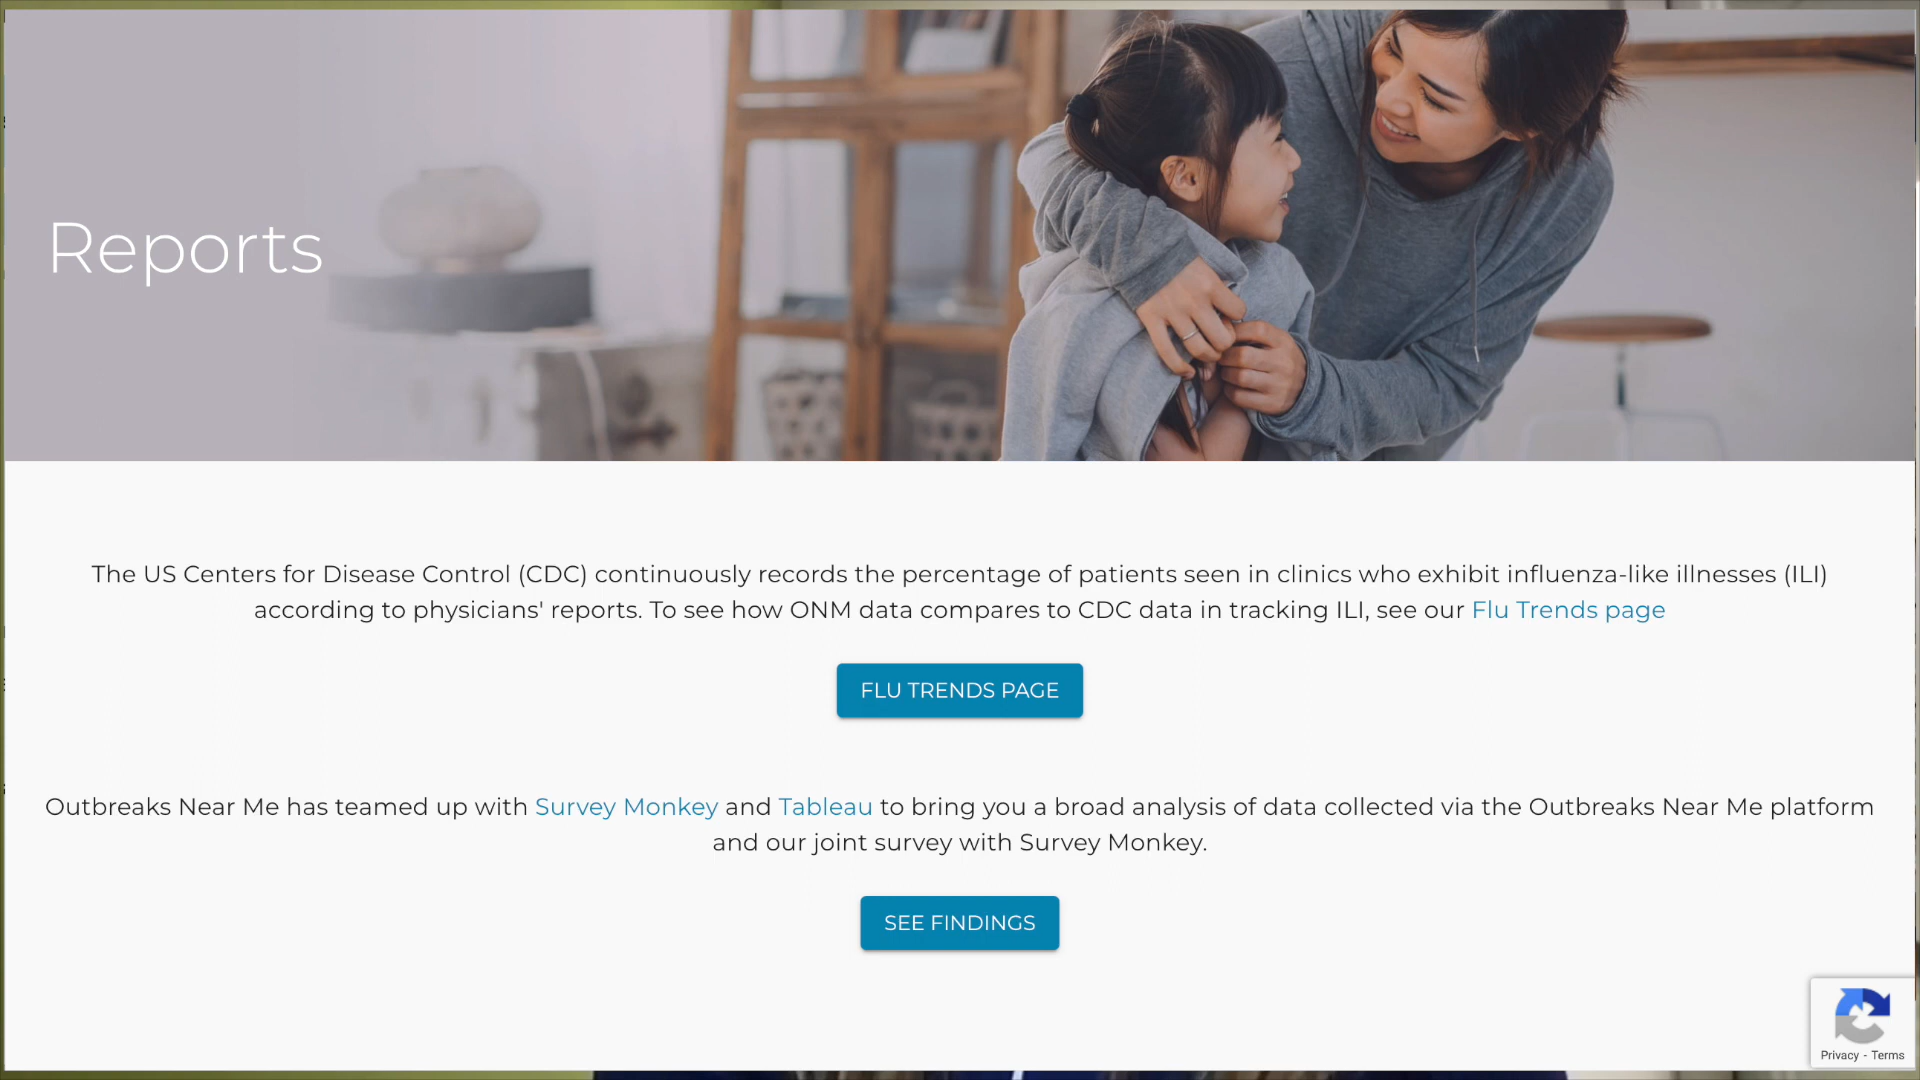 Reports
The US Centers for Disease Control (CDC) continuously records the percentage of patients seen in clinics who exhibit influenza-like illnesses (ILI)
according to physicians' reports. To see how ONM data compares to CDC data in tracking ILI, see our Flu Trends page
FLU TRENDS PAGE
Outbreaks Near Me has teamed up with Survey Monkey and Tableau to bring you a broad analysis of data collected via the Outbreaks Near Me platform
and our joint survey with Survey Monkey.
SEE FINDINGS
Privacy - Terms